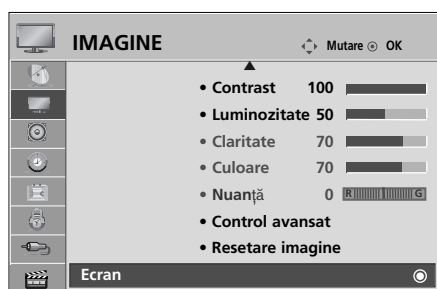 IMAGINE Mutare OK
• Contrast 100
• Luminozitate 50
• Claritate 70
• Culoare 70
• Nuanță 0 R G
• Control avansat
• Resetare imagine
Ecran